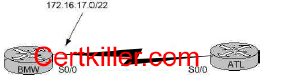 172.16.17.0/22
Certkiller.com
BMW
S0/0
S0/0
ATL